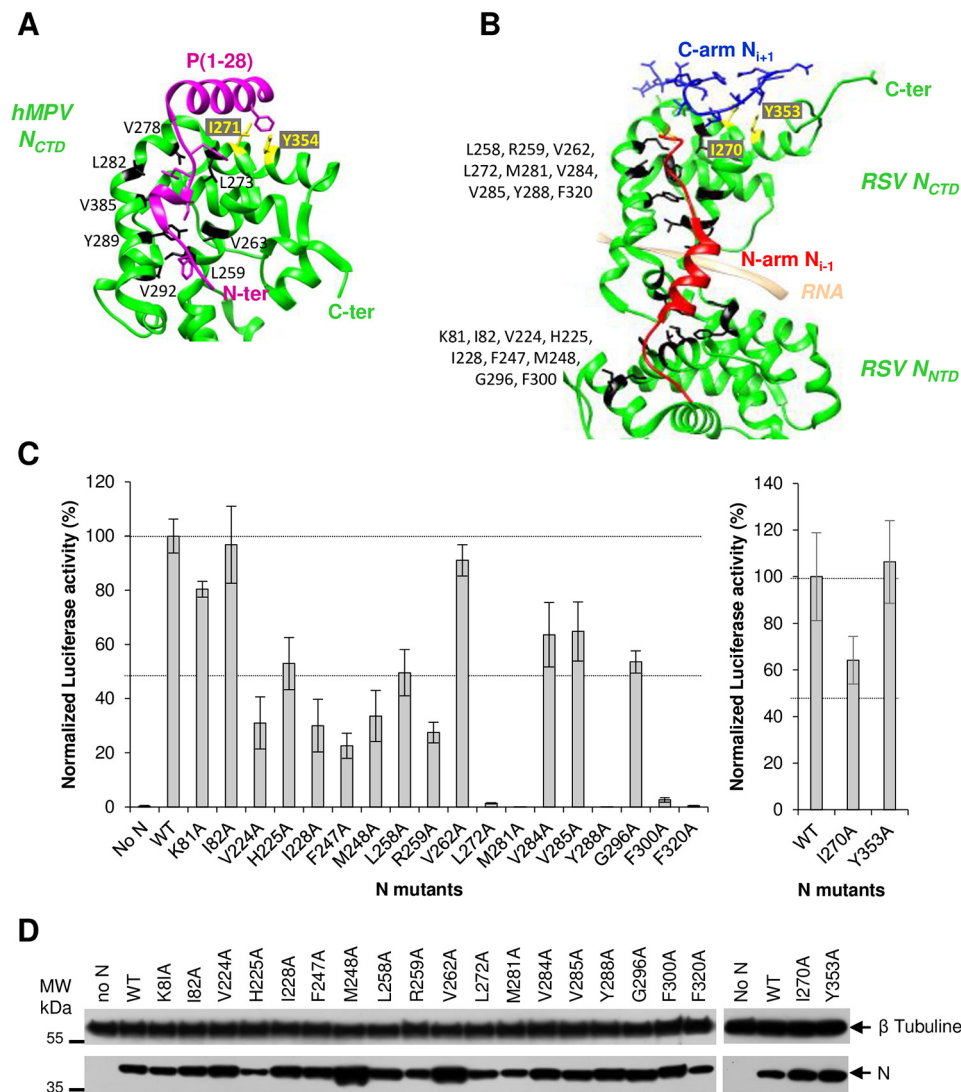 A
P(1-28)
hMPV
NCTD
V278
I271
Y354
L282
L273
V385
Y289
V263
L259
V292
N-ter
C-ter
B
C-arm Ni+1
C-ter
Y353
I270
L258, R259, V262,
L272, M281, V284,
V285, Y288, F320
RSV NCTD
N-arm Ni-1
RNA
K81, I82, V224, H225,
I228, F247, M248,
G296, F300
RSV NNTD
C
Normalized Luciferase activity (%)
120
100
80
60
40
20
0
No N
WT
K81A
I82A
V224A
H225A
I228A
F247A
M248A
L258A
R259A
V262A
L272A
M281A
V284A
V285A
Y288A
G296A
F300A
F320A
N mutants
Normalized Luciferase activity (%)
140
120
100
80
60
40
20
0
WT
I270A
Y353A
N mutants
D
MW
kDa
no N
WT
K8IA
I82A
V224A
H225A
I228A
F247A
M248A
L258A
R259A
V262A
L272A
M281A
V284A
V285A
Y288A
G296A
F300A
F320A
No N
WT
I270A
Y353A
55
β Tubuline
35
N